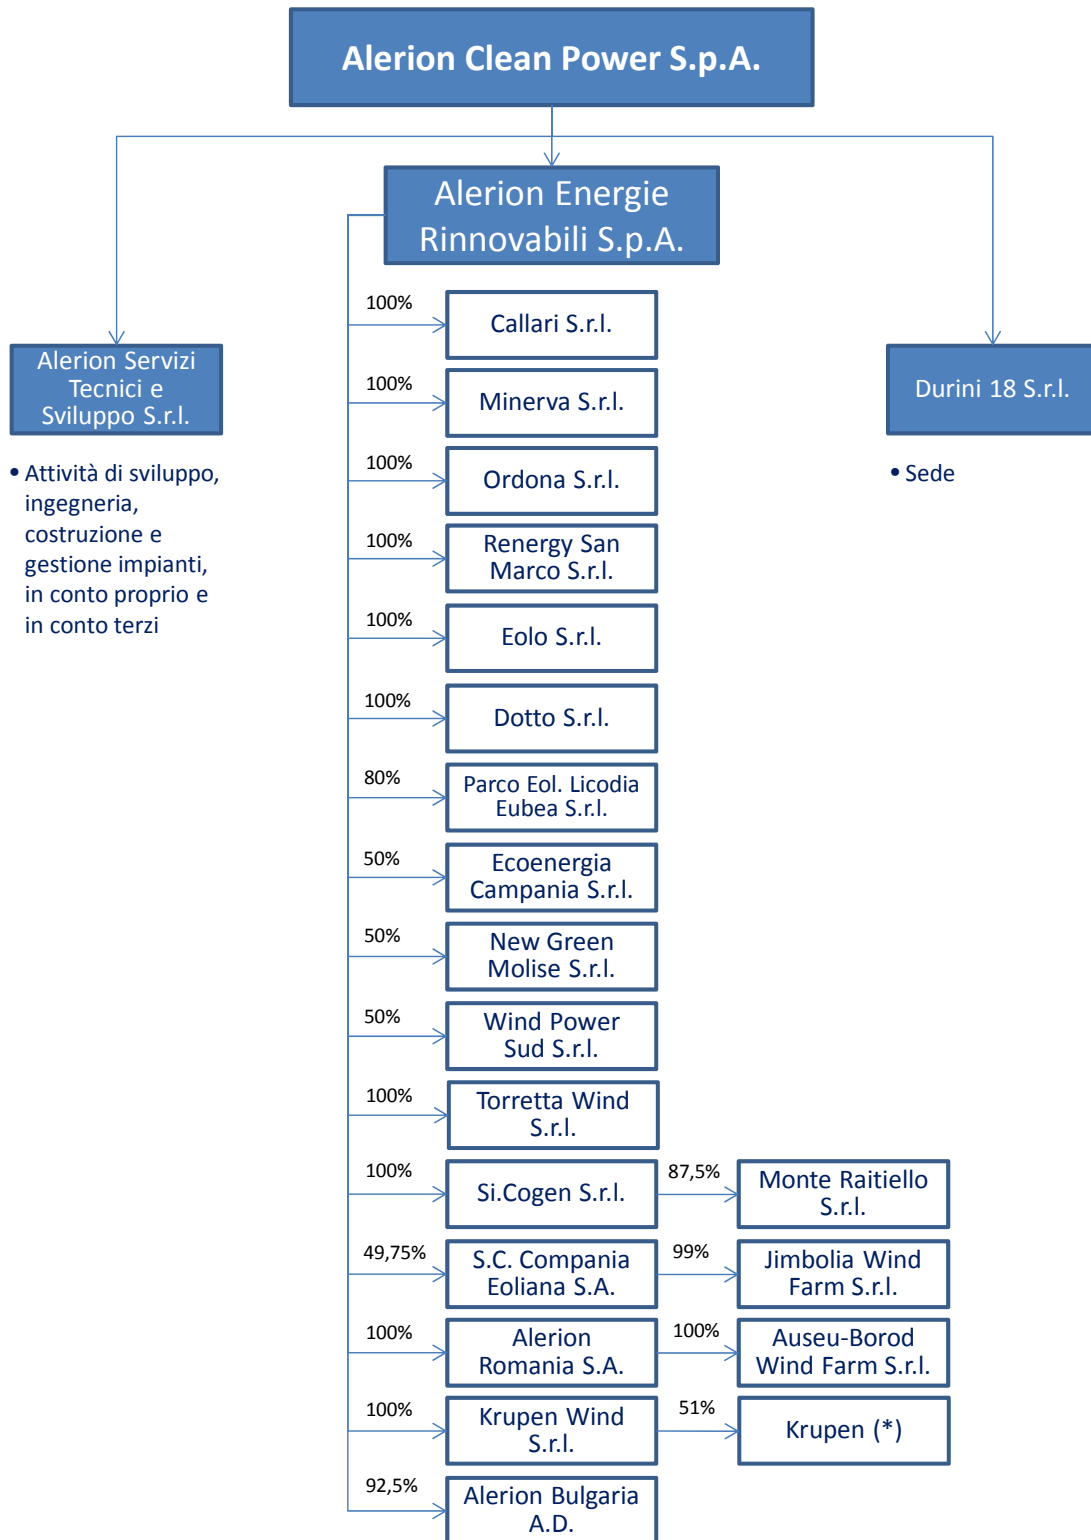 Alerion Clean Power S.p.A.
Alerion Energie
Rinnovabili S.p.A.
Alerion Servizi
Tecnici e
Sviluppo S.r.l.
• Attività di sviluppo,
ingegneria,
costruzione e
gestione impianti,
in conto proprio e
in conto terzi
Durini 18 S.r.l.
• Sede
100%
Callari S.r.l.
100%
Minerva S.r.l.
100%
Ordona S.r.l.
100%
Renergy San
Marco S.r.l.
100%
Eolo S.r.l.
100%
Dotto S.r.l.
80%
Parco Eol. Licodia
Eubea S.r.l.
50%
Ecoenergia
Campania S.r.l.
50%
New Green
Molise S.r.l.
50%
Wind Power
Sud S.r.l.
100%
Torretta Wind
S.r.l.
100%
Si.Cogen S.r.l.
87,5%
Monte Raitiello
S.r.l.
49,75%
S.C. Compania
Eoliana S.A.
99%
Jimbolia Wind
Farm S.r.l.
100%
Alerion
Romania S.A.
100%
Auseu-Borod
Wind Farm S.r.l.
100%
Krupen Wind
S.r.l.
51%
Krupen (*)
92,5%
Alerion Bulgaria
A.D.